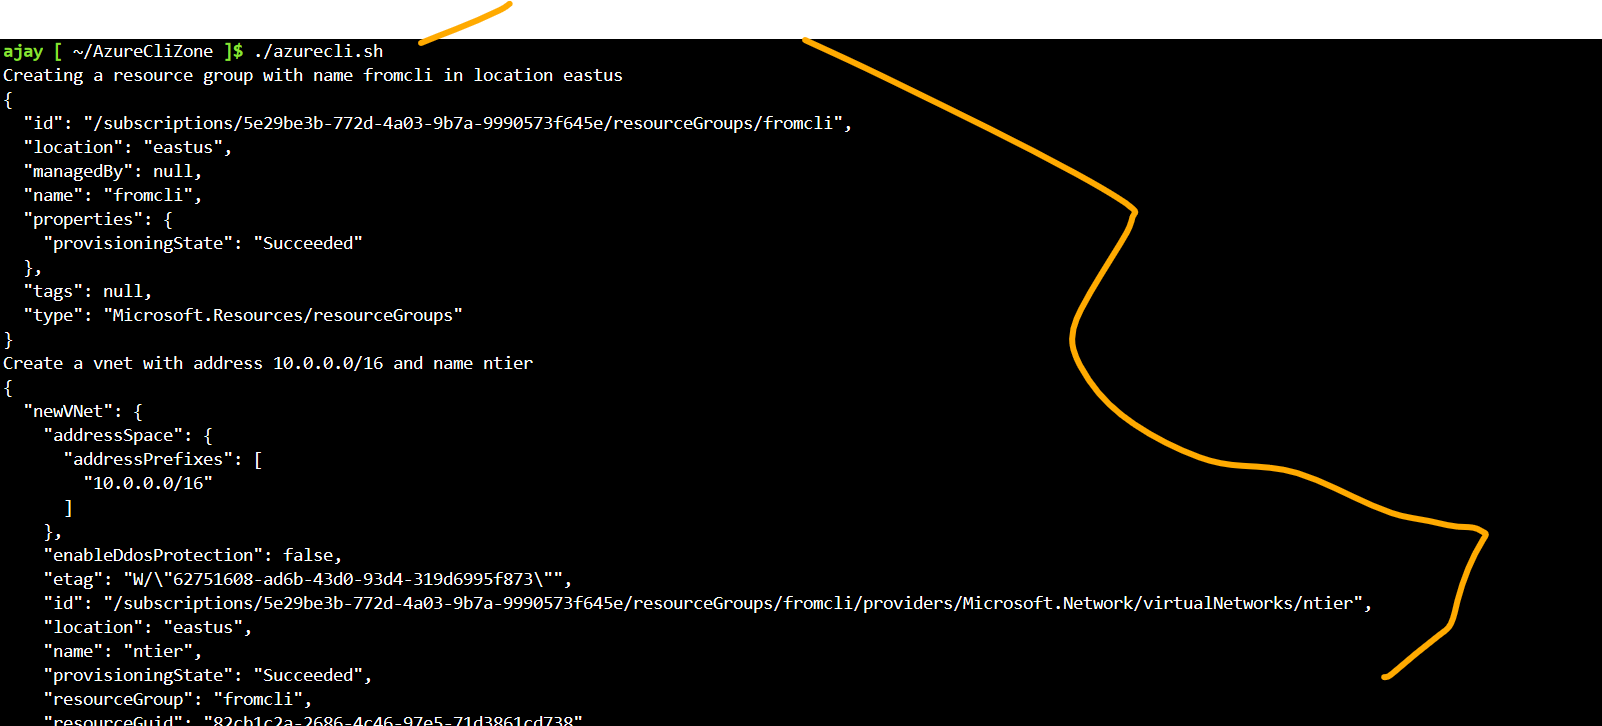 ajay [ ~/AzureCliZone ]$ ./azurecli.sh
Creating a resource group with name fromcli in location eastus
{
  "id": "/subscriptions/5e29be3b-772d-4a03-9b7a-9990573f645e/resourceGroups/fromcli",
  "location": "eastus",
  "managedBy": null,
  "name": "fromcli",
  "properties": {
    "provisioningState": "Succeeded"
  },
  "tags": null,
  "type": "Microsoft.Resources/resourceGroups"
}
Create a vnet with address 10.0.0.0/16 and name ntier
{
  "newVNet": {
    "addressSpace": {
      "addressPrefixes": [
        "10.0.0.0/16"
      ]
    },
    "enableDdosProtection": false,
    "etag": "W/\"62751608-ad6b-43d0-93d4-319d6995f873\"",
    "id": "/subscriptions/5e29be3b-772d-4a03-9b7a-9990573f645e/resourceGroups/fromcli/providers/Microsoft.Network/virtualNetworks/ntier",
    "location": "eastus",
    "name": "ntier",
    "provisioningState": "Succeeded",
    "resourceGroup": "fromcli",
    "resourceGuid": "82cb1c2a-2686-4c46-97e5-71d3861cd738"